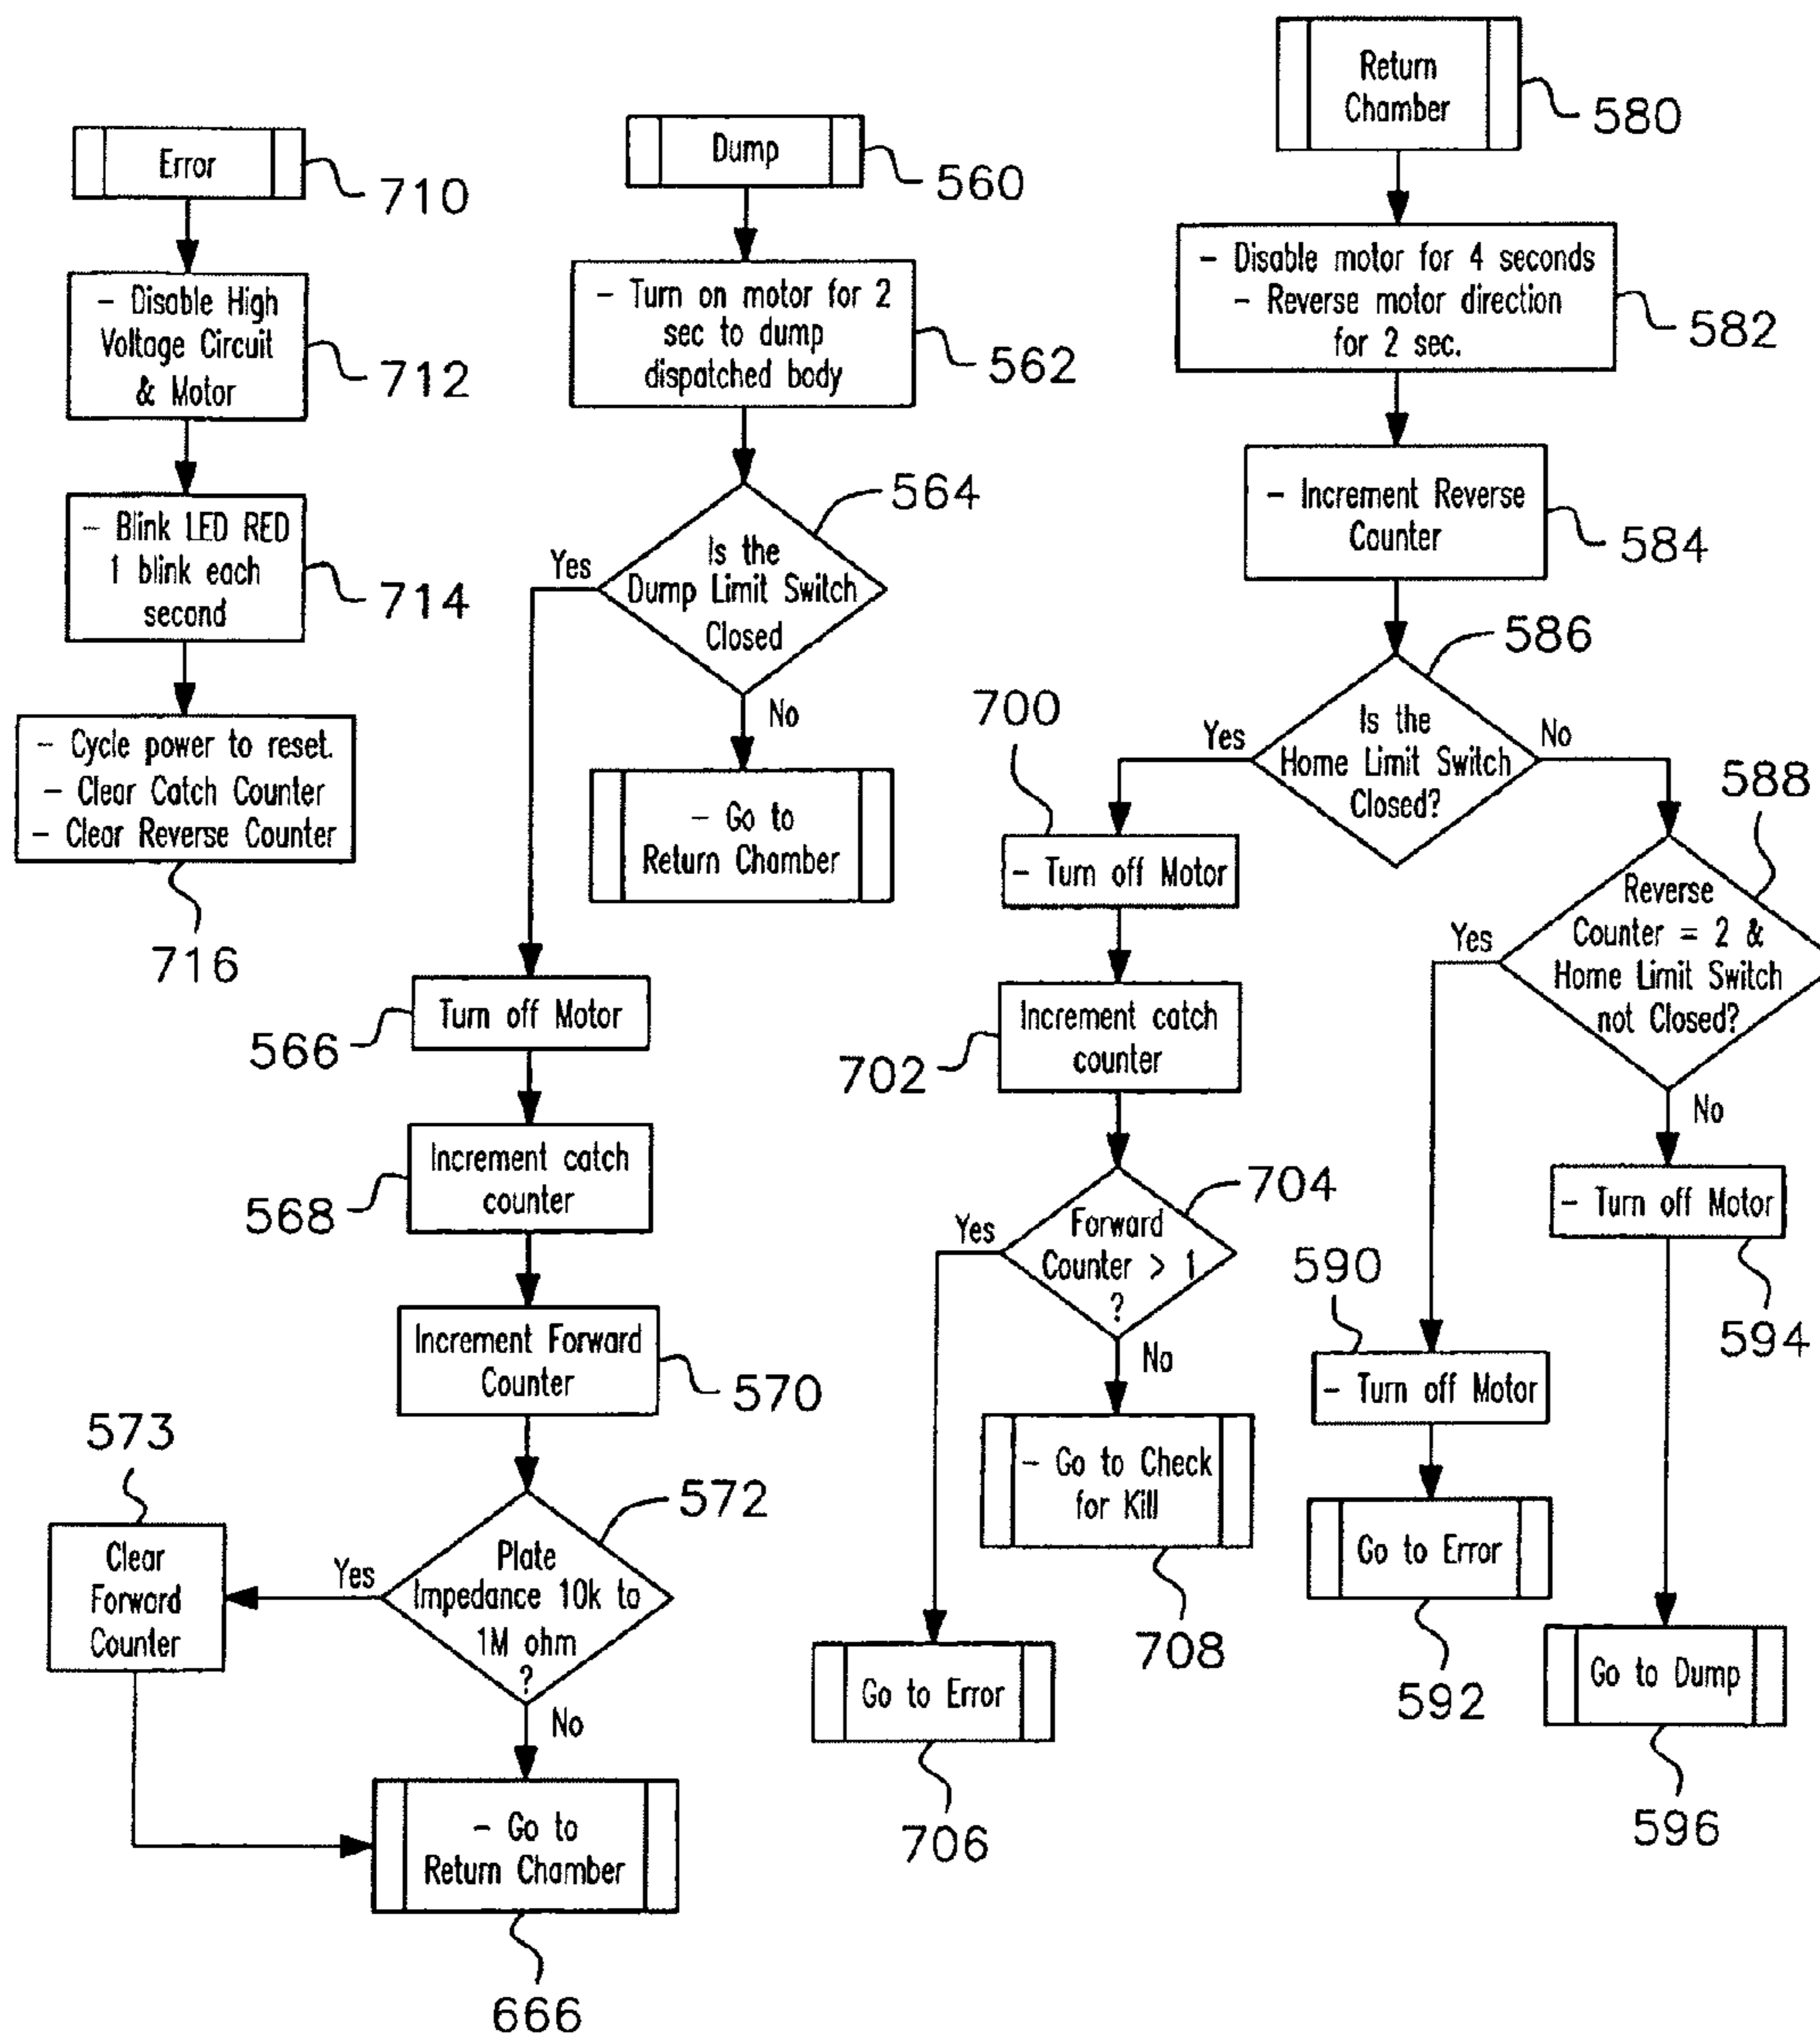 Error
710
- Disable High
Voltage Circuit
& Motor
712
- Blink LED RED
1 blink each
second
714
- Cycle power to reset.
- Clear Catch Counter
- Clear Reverse Counter
716
Dump
560
- Turn on motor for 2
sec to dump
dispatched body
562
564
Is the
Dump Limit Switch
Closed
Yes
No
- Go to
Return Chamber
Turn off Motor
566
Increment catch
counter
568
Increment Forward
Counter
570
572
Plate
Impedance 10k to
1M ohm
?
Yes
No
573
Clear
Forward
Counter
- Go to
Return Chamber
666
Return
Chamber
580
- Disable motor for 4 seconds
- Reverse motor direction
for 2 sec.
582
- Increment Reverse
Counter
584
586
Is the
Home Limit Switch
Closed?
Yes
No
700
- Turn off Motor
Increment catch
counter
702
704
Forward
Counter > 1
?
Yes
No
Go to Error
706
- Go to Check
for Kill
708
588
Reverse
Counter = 2 &
Home Limit Switch
not Closed?
Yes
No
590
- Turn off Motor
Go to Error
592
- Turn off Motor
594
Go to Dump
596